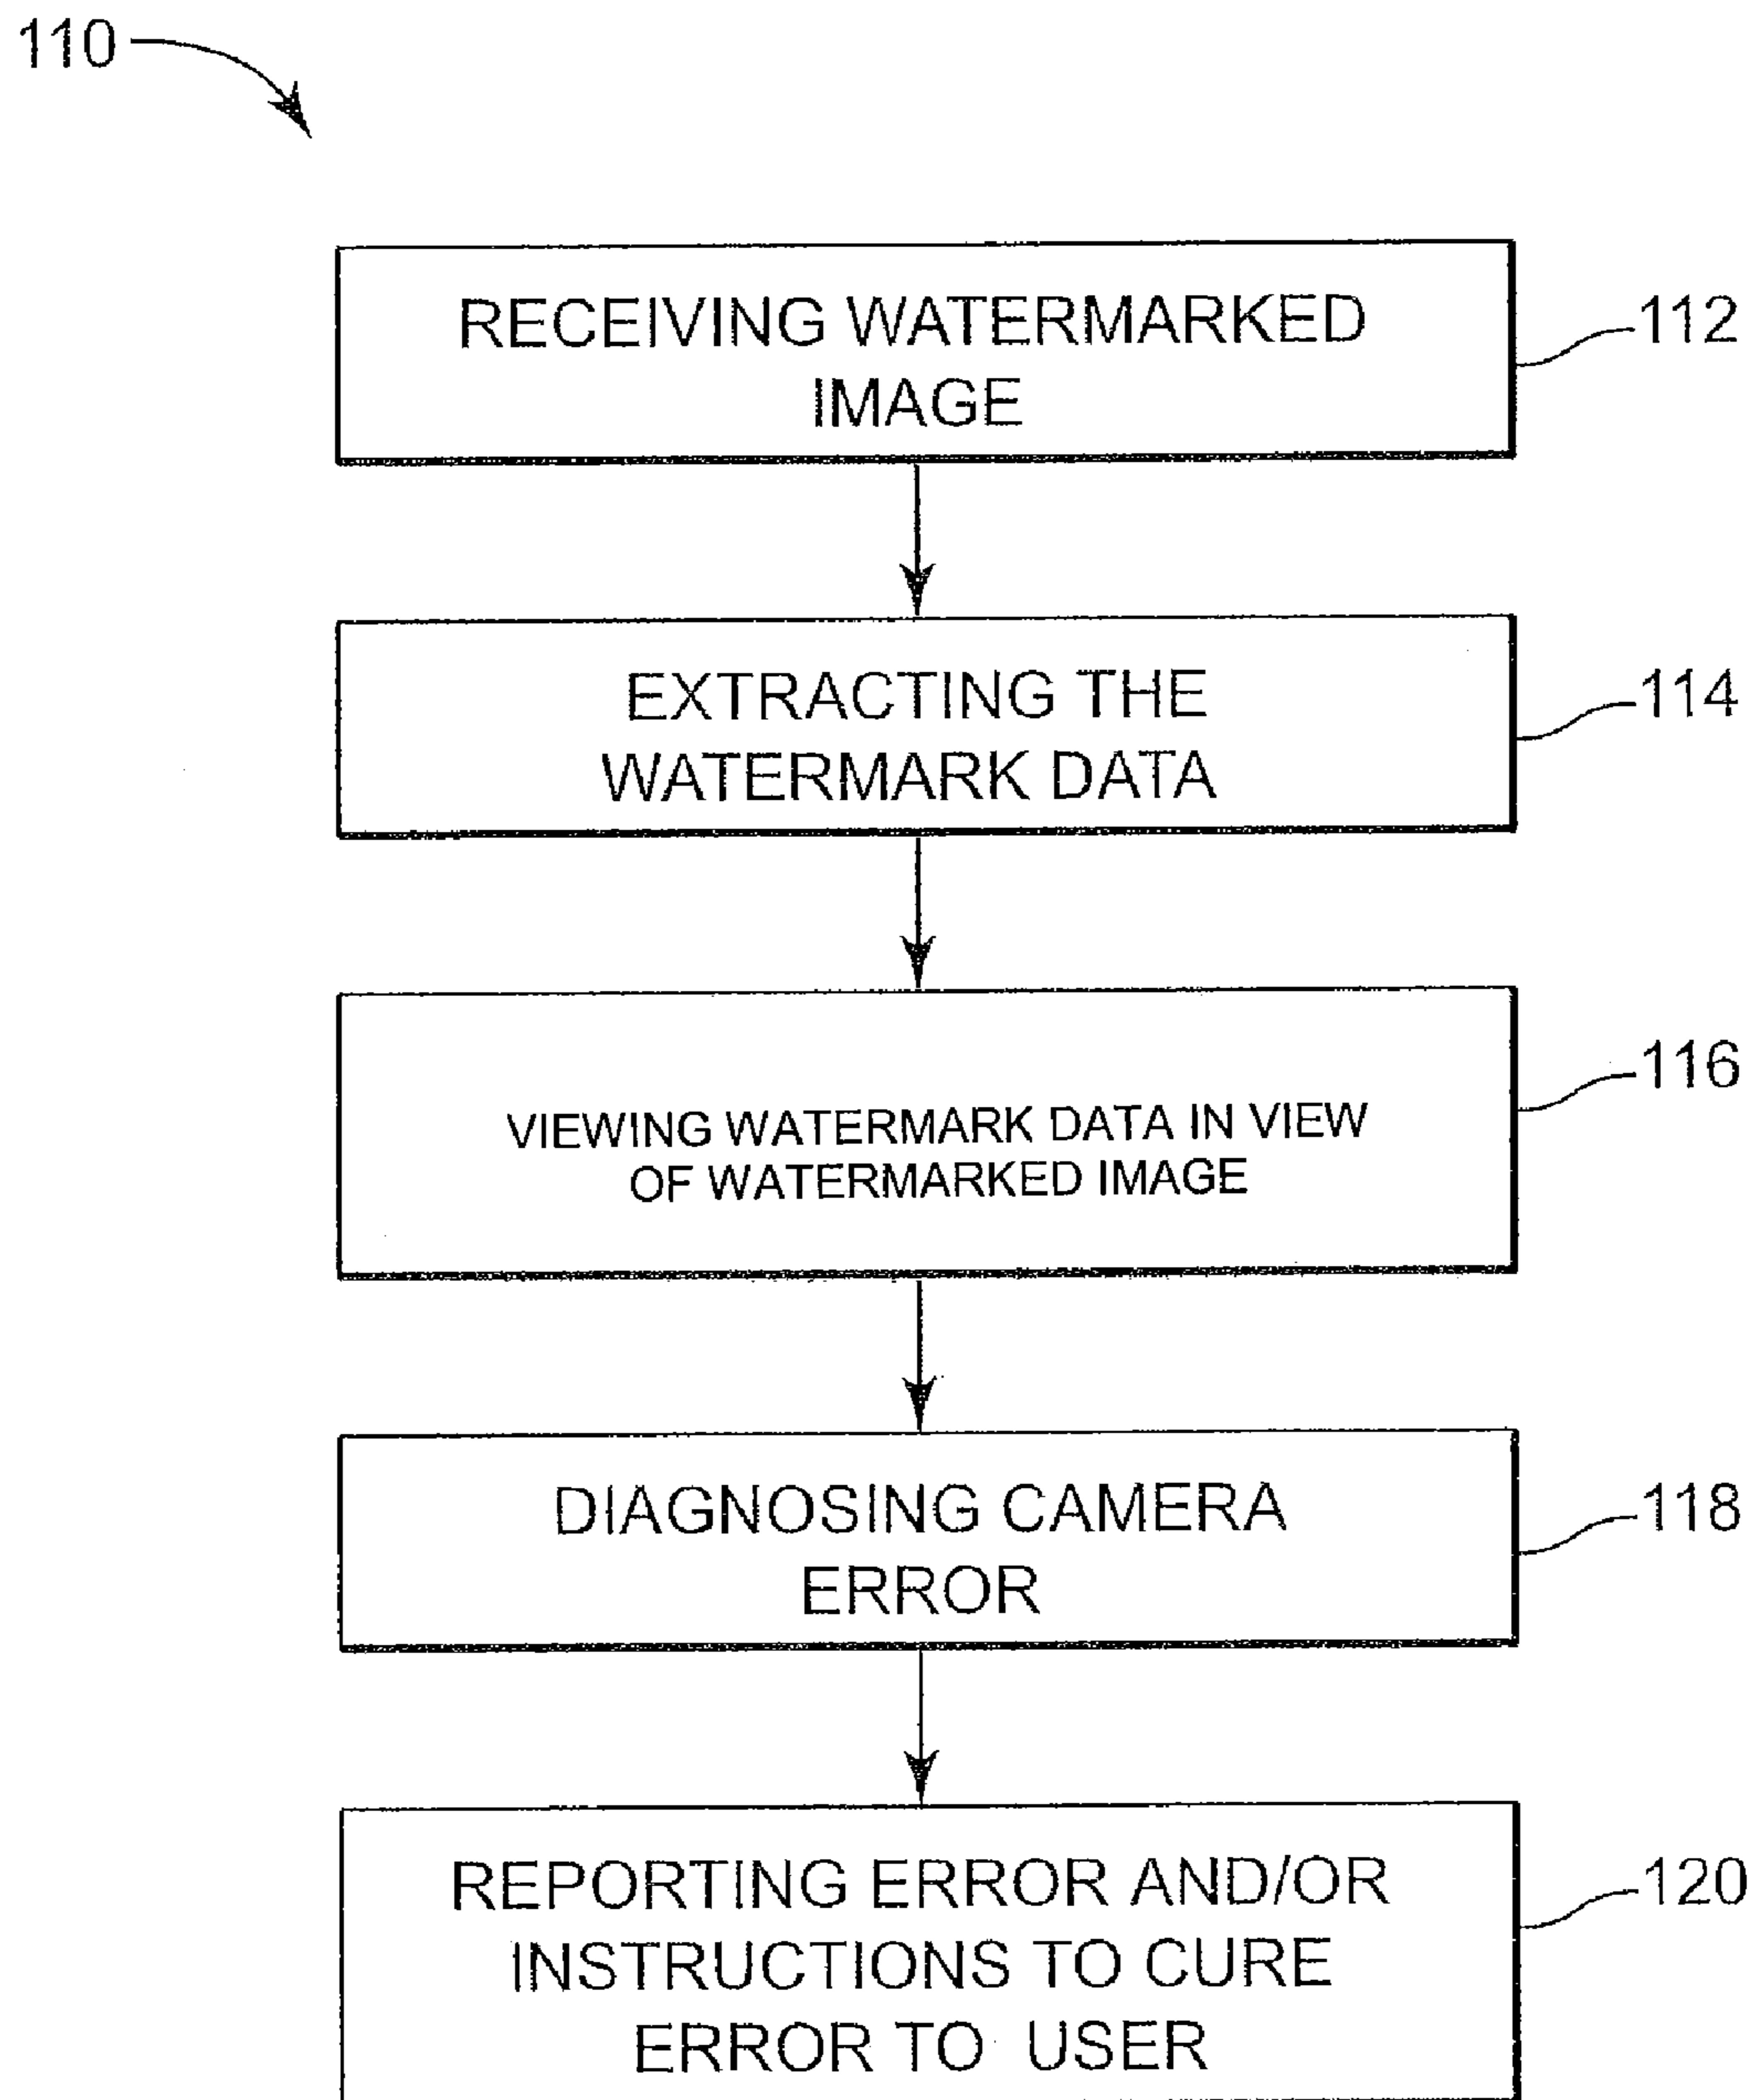 110
RECEIVING WATERMARKED
IMAGE
112
EXTRACTING THE
WATERMARK DATA
114
VIEWING WATERMARK DATA IN VIEW
OF WATERMARKED IMAGE
116
DIAGNOSING CAMERA
ERROR
118
REPORTING ERROR AND/OR
INSTRUCTIONS TO CURE
ERROR TO USER
120